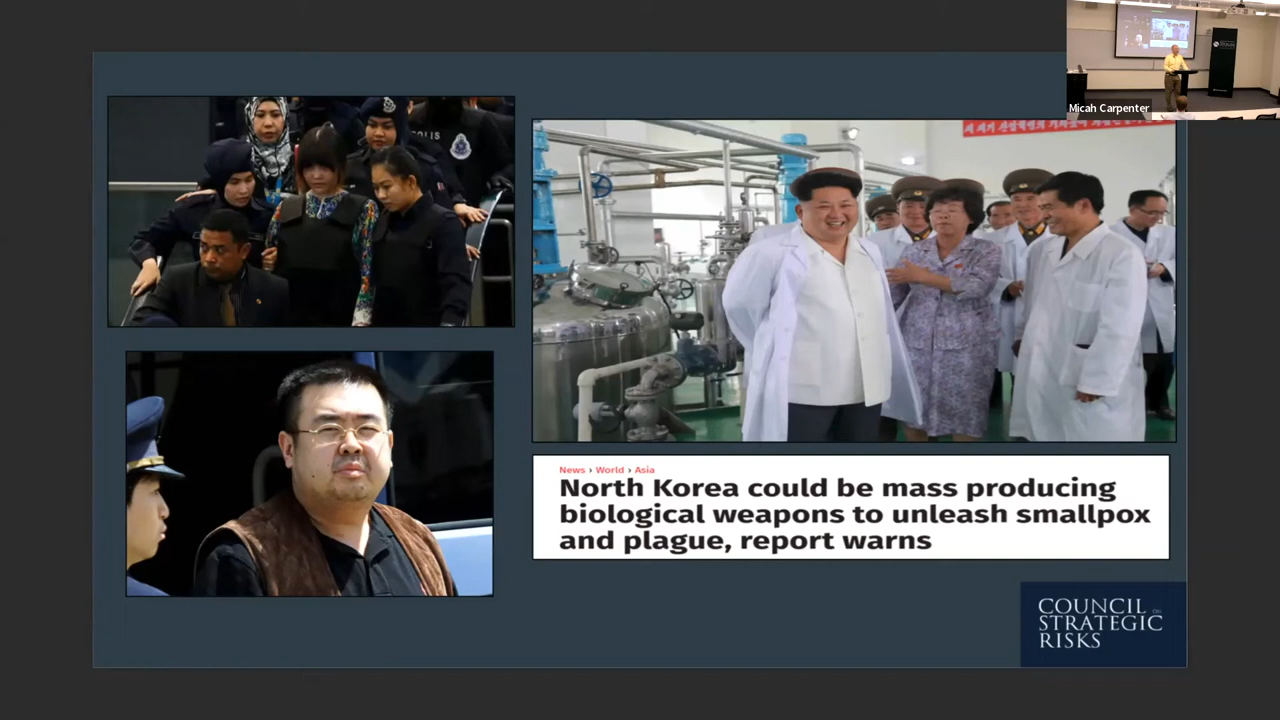 Micah Carpenter
POLIS
News › World › Asia
North Korea could be mass producing
biological weapons to unleash smallpox
and plague, report warns
COUNCIL ON
STRATEGIC
RISKS